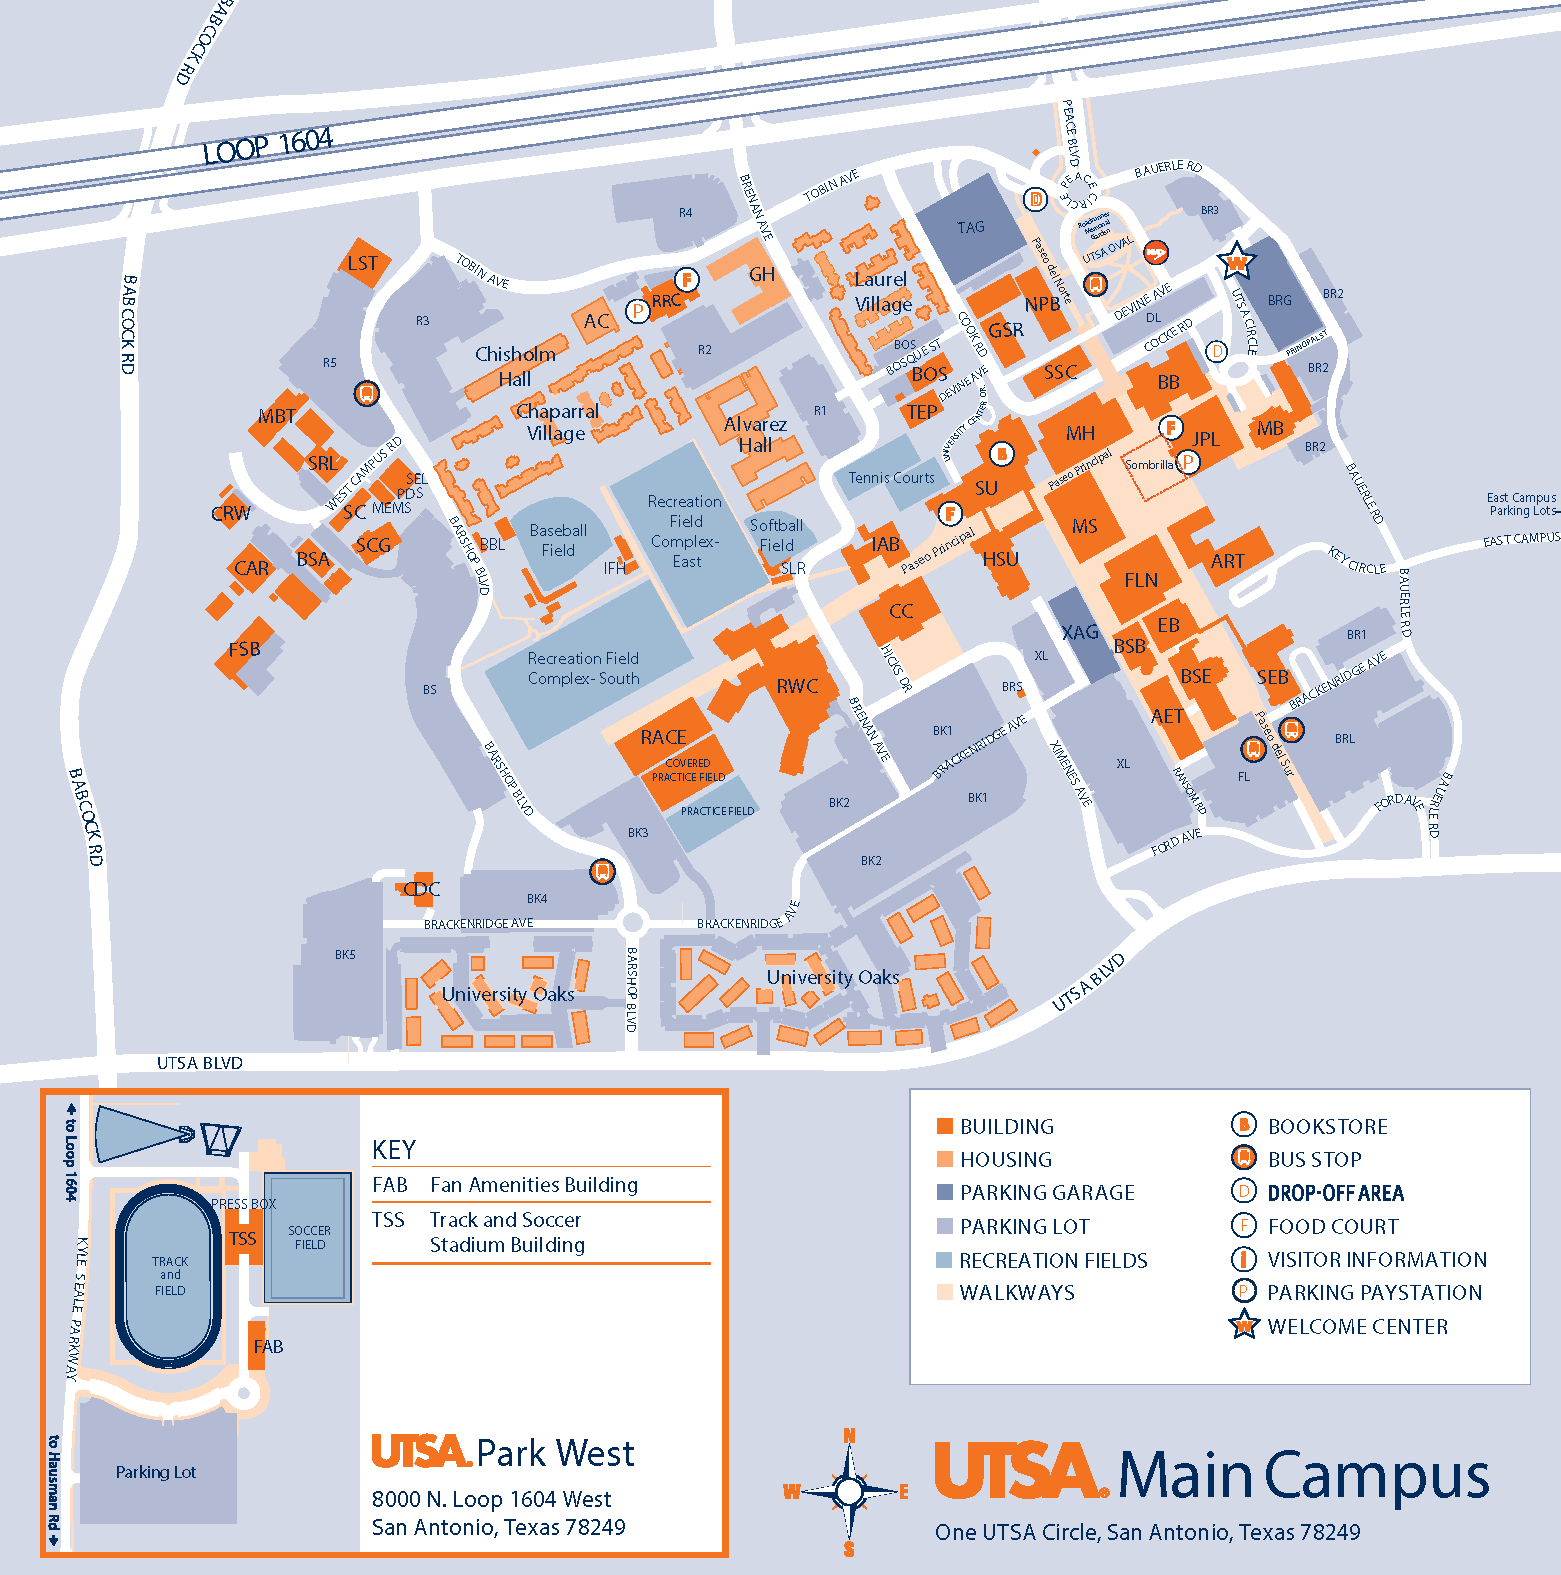 BABCOCK RD
LOOP 1604
PEACE BLVD
PEACE CIRCLE
BAUERLE RD
BRENAN AVE
TOBIN AVE
R4
TAG
D
Roadrunner
Memorial
Garden
BR3
UTSA OVAL
Paseo del Norte
LST
TOBIN AVE
GH
F
RRC
P
AC
Laurel
Village
NPB
GSR
DEVINE AVE
W
BRG
BR2
UTSA CIRCLE
DL
COCKE RD
PRINCIPAL ST
BABCOCK RD
R3
R5
Chisholm
Hall
R2
BOS
BOSQUE ST
COOK RD
BOS
SSC
D
BB
BR2
DEVINE AVE
TEP
UNIVERSITY CENTER DR
MBT
Chaparral
Village
Alvarez
Hall
R1
MH
F
JPL
MB
BR2
SRL
WEST CAMPUS RD
SEL
PDS
MEMS
SC
Tennis Courts
B
SU
Paseo Principal
Sombrilla
P
BAUERLE RD
East Campus
Parking Lots
EAST CAMPUS
CRW
SCG
BSA
CAR
BARSHOP BLVD
BBL
Baseball
Field
IFH
Recreation
Field
Complex-
East
Softball
Field
SLR
F
IAB
Paseo Principal
HSU
MS
ART
KEY CIRCLE
FLN
BAUERLE RD
CC
XAG
EB
BSB
BR1
FSB
BS
Recreation Field
Complex- South
HICKS DR
XL
BRS
BSE
SEB
BRACKENRIDGE AVE
RWC
AET
RACE
COVERED
PRACTICE FIELD
PRACTICE FIELD
BRENAN AVE
BK1
BRACKENRIDGE AVE
XIMENES AVE
XL
Paseo del Sur
BRL
FL
BABCOCK RD
BARSHOP BLVD
BK3
BK2
BK1
RANSOM RD
FORD AVE
FORD AVE
BAUERLE RD
BK2
CDC
BK4
BRACKENRIDGE AVE
BRACKENRIDGE AVE
BK5
University Oaks
BARSHOP BLVD
University Oaks
UTSA BLVD
UTSA BLVD
to Loop 1604
PRESS BOX
TSS
SOCCER
FIELD
TRACK
and
FIELD
KYLE SEALE PARKWAY
FAB
to Hausman Rd
Parking Lot
KEY
FAB Fan Amenities Building
TSS Track and Soccer
Stadium Building
UTSA. Park West
8000 N. Loop 1604 West
San Antonio, Texas 78249
BUILDING
HOUSING
PARKING GARAGE
PARKING LOT
RECREATION FIELDS
WALKWAYS
B BOOKSTORE
BUS STOP
D DROP-OFF AREA
F FOOD COURT
I VISITOR INFORMATION
P PARKING PAYSTATION
W WELCOME CENTER
N
W E
S
UTSA® Main Campus
One UTSA Circle, San Antonio, Texas 78249